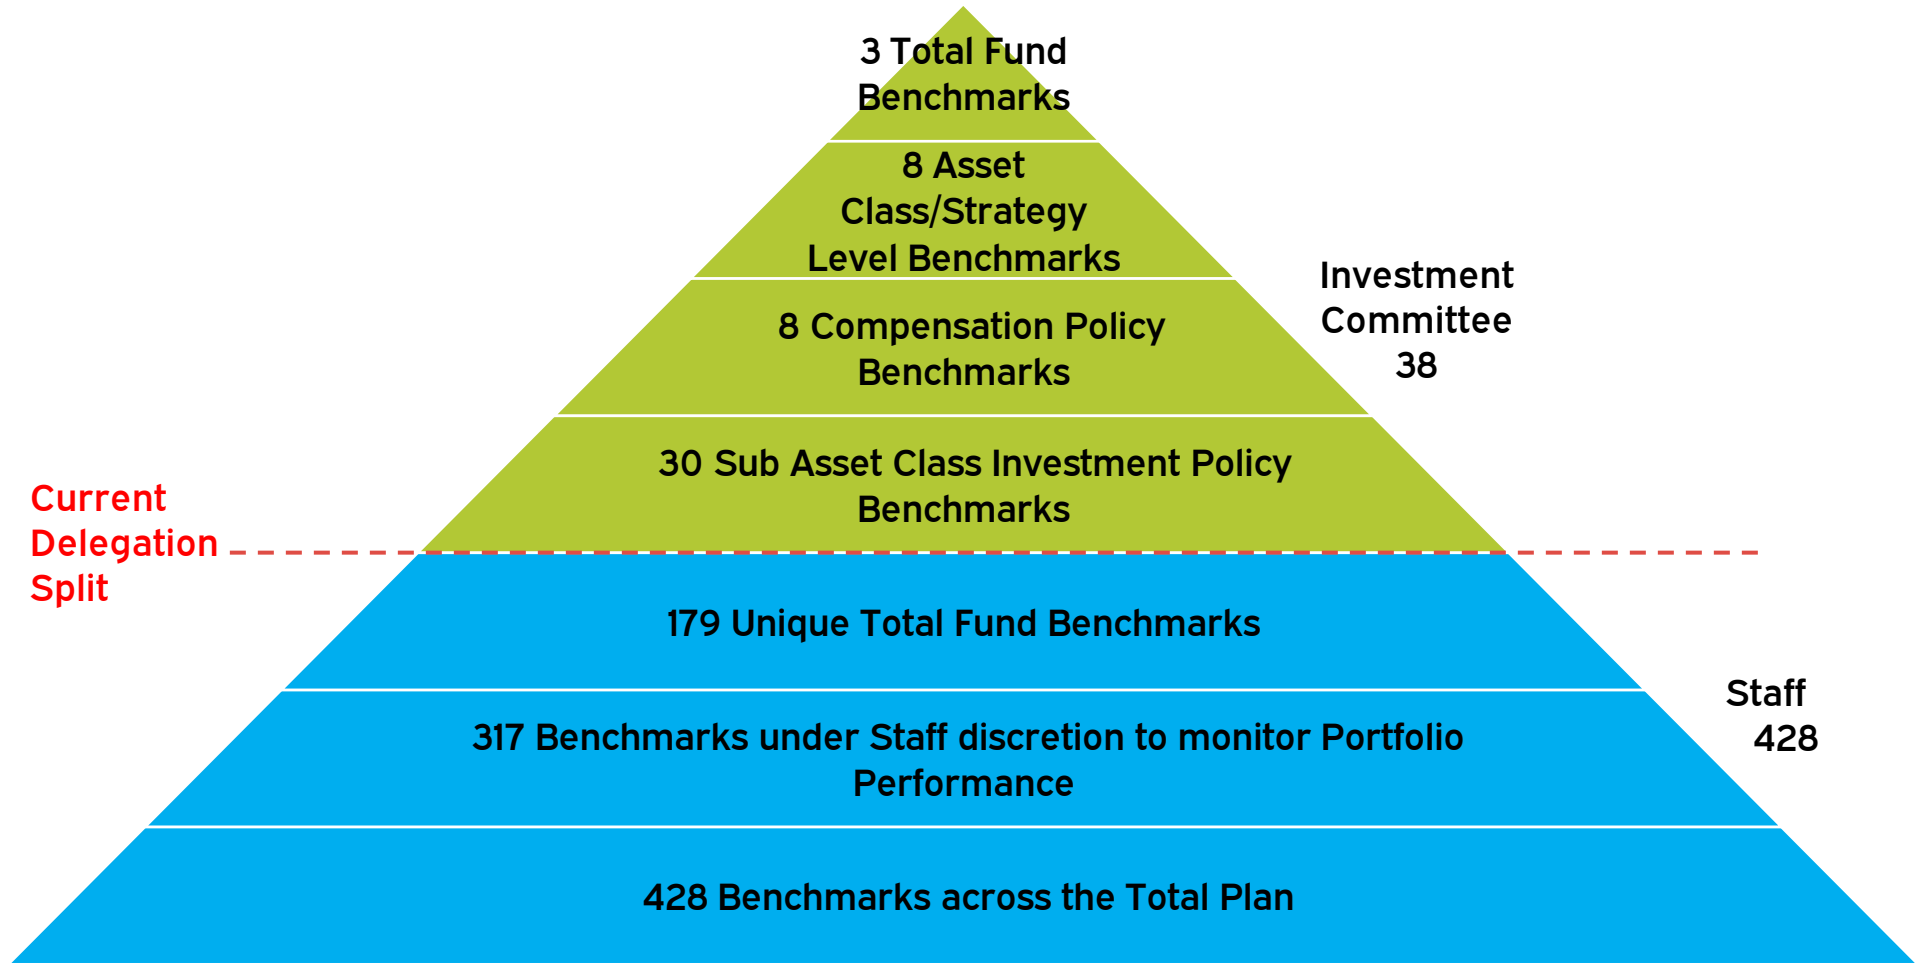 3 Total Fund
Benchmarks
8 Asset
Class/Strategy
Level Benchmarks
Investment
Committee
38
8 Compensation Policy
Benchmarks
30 Sub Asset Class Investment Policy
Benchmarks
Current
Delegation
Split
179 Unique Total Fund Benchmarks
Staff
428
317 Benchmarks under Staff discretion to monitor Portfolio
Performance
428 Benchmarks across the Total Plan